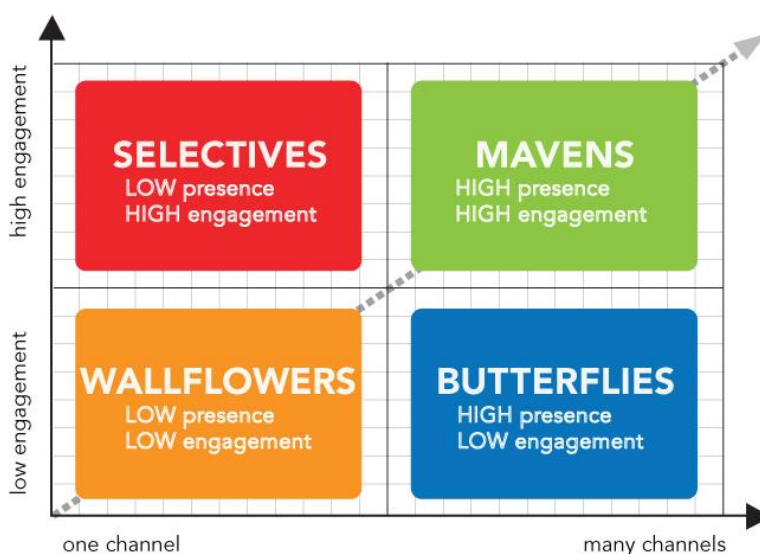 high engagement
low engagement
SELECTIVES
LOW presence
HIGH engagement
MAVENS
HIGH presence
HIGH engagement
WALLFLOWERS
LOW presence
LOW engagement
BUTTERFLIES
HIGH presence
LOW engagement
one channel
many channels